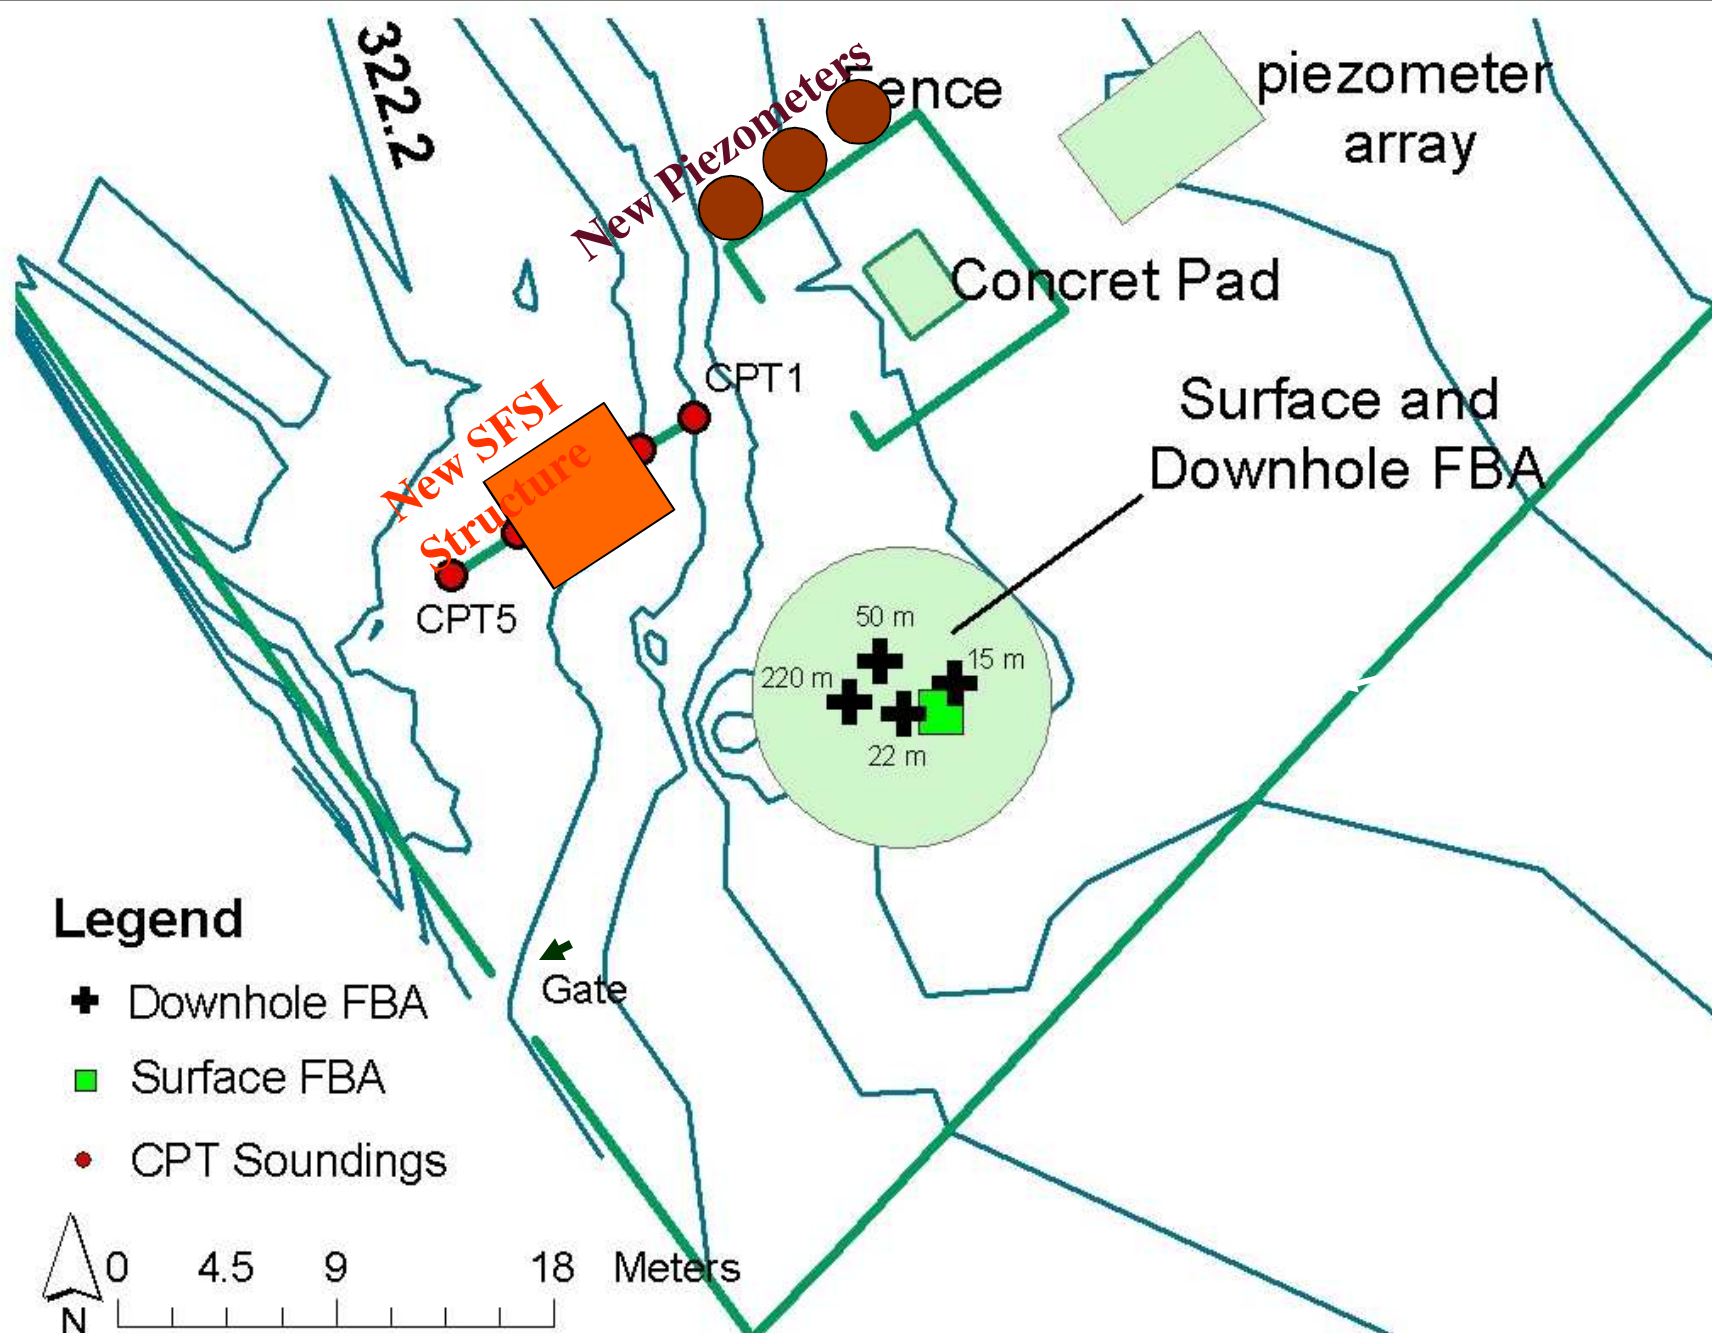 322.2
New Piezometers
Fence
piezometer
array
Concret Pad
CPT1
New SFSI
Structure
CPT5
Surface and
Downhole FBA
50 m
15 m
220 m
22 m
Gate
Legend
Downhole FBA
Surface FBA
CPT Soundings
0 4.5 9 18 Meters
N